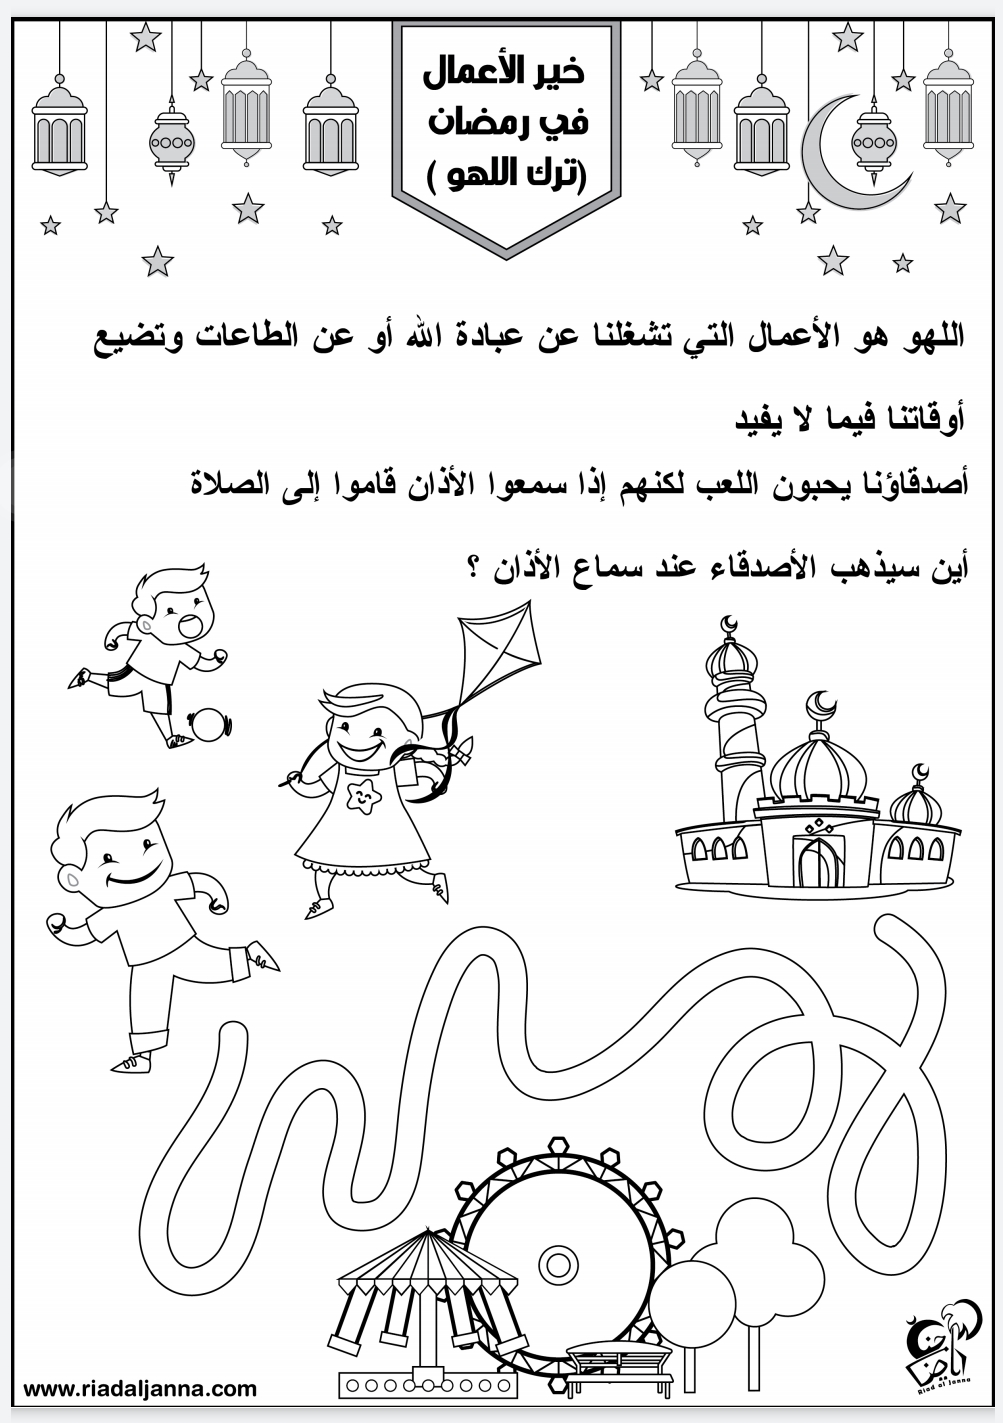 خير الأعمال
في رمضان
(ترك اللهو )
اللهو هو الأعمال التي تشغلنا عن عبادة الله أو عن الطاعات وتضيع
أوقاتنا فيما لا يفيد
أصدقاؤنا يحبون اللعب لكنهم إذا سمعوا الأذان قاموا إلى الصلاة
أين سيذهب الأصدقاء عند سماع الأذان ؟
رياض الجنة
Riad al Janna
www.riadaljanna.com